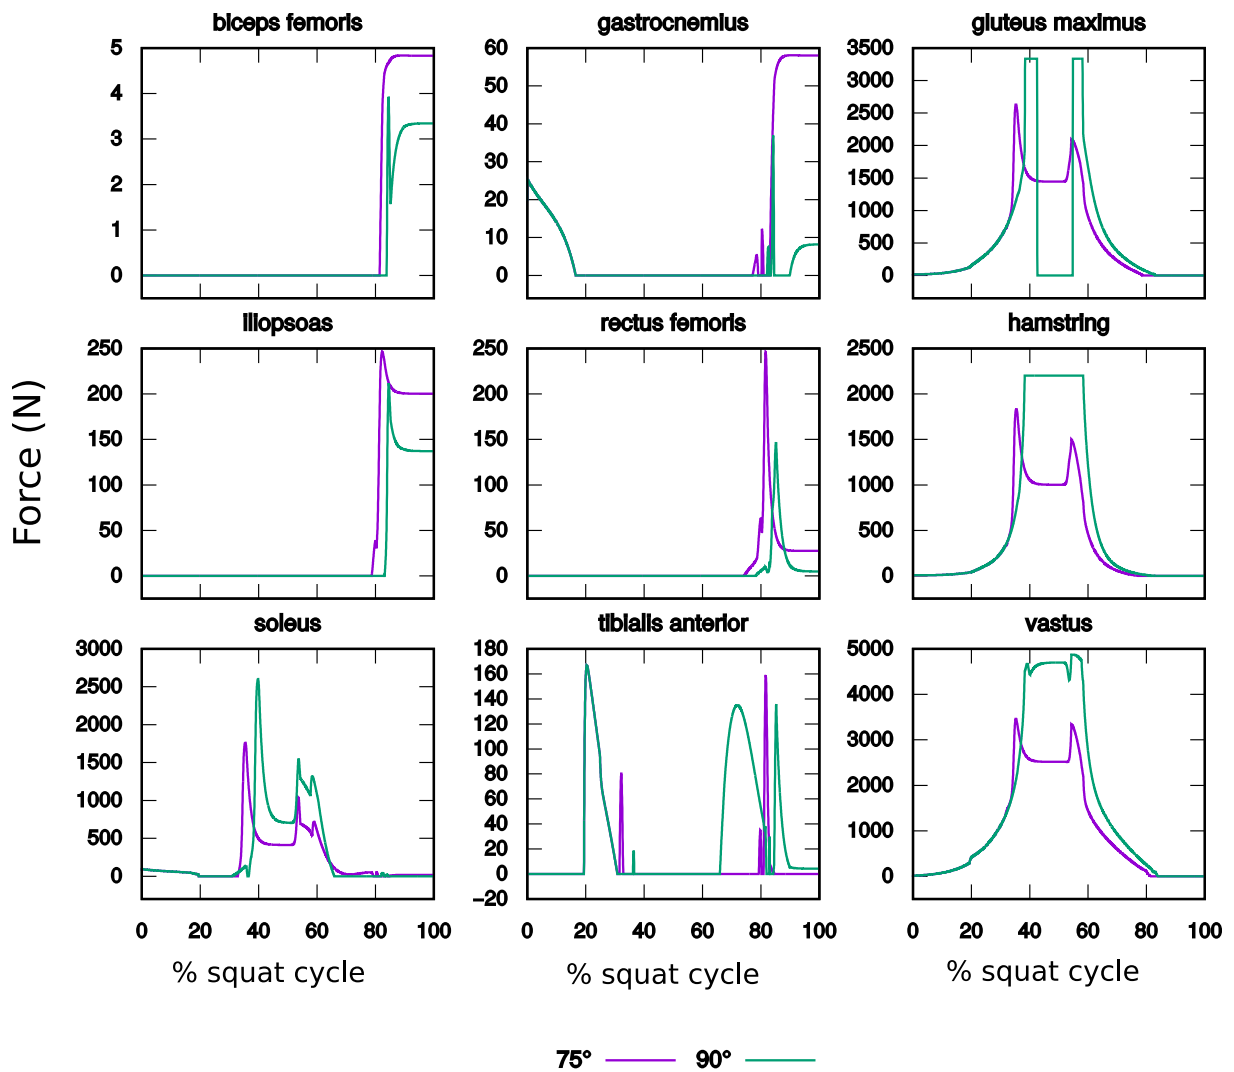 biceps femoris gastrocnemius gluteus maximus
5 60 3500
4 50 3000
3 40 2500
2 30 2000
1 20 1500
0 10 1000
0 500
0
iliopsoas rectus femoris hamstring
250 250 2500
200 200 2000
150 150 1500
100 100 1000
50 50 500
0 0 0
Force (N)
soleus tibialis anterior vastus
3000 180 5000
2500 160 4000
2000 140 3000
1500 120 2000
1000 100 1000
500 80 0
0 60
40
20
0
−20
0 20 40 60 80 100 0 20 40 60 80 100 0 20 40 60 80 100
% squat cycle % squat cycle % squat cycle
75° 90°